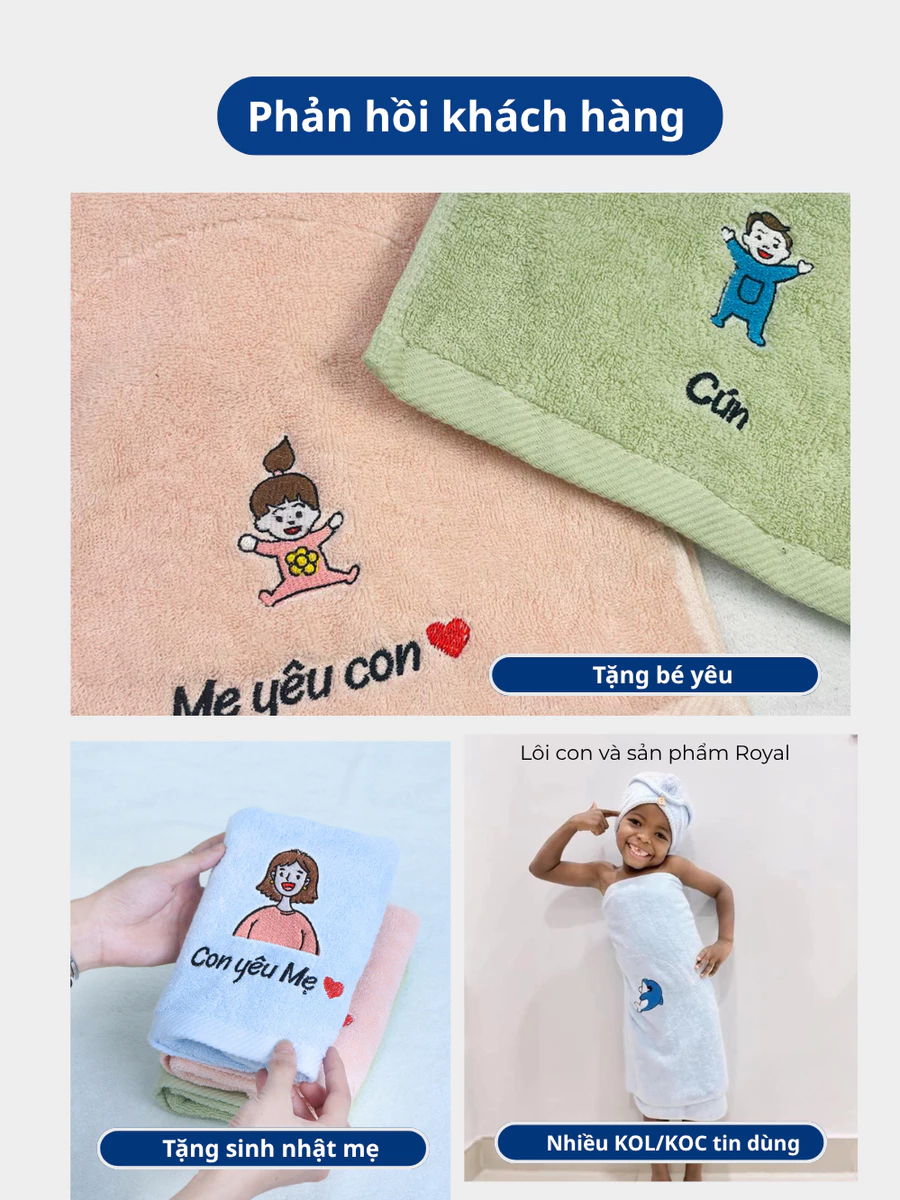 Phản hồi khách hàng
Cún
Mẹ yêu con
Tặng bé yêu
Lôi con và sản phẩm Royal
Con yêu Mẹ
Tặng sinh nhật mẹ
Nhiều KOL/KOC tin dùng